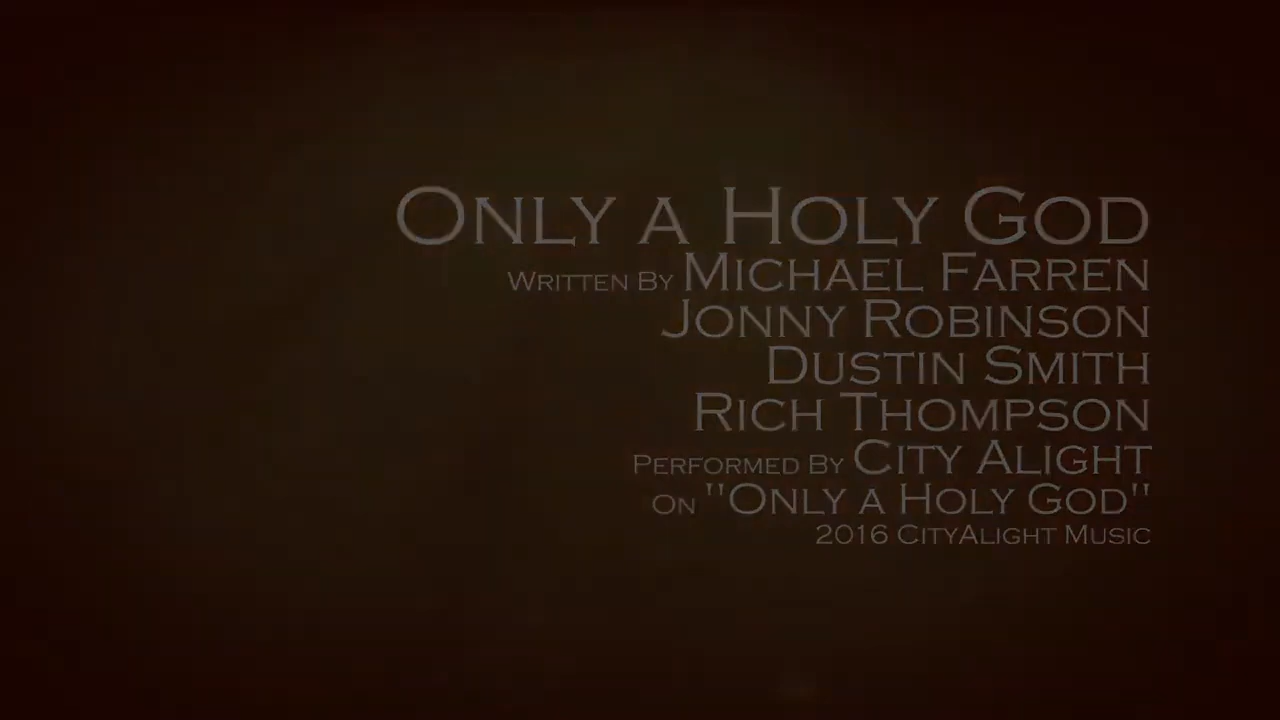 Only a Holy God
Written By Michael Farren
Jonny Robinson
Dustin Smith
Rich Thompson
Performed By City Alight
on "Only a Holy God"
2016 CityAlight Music